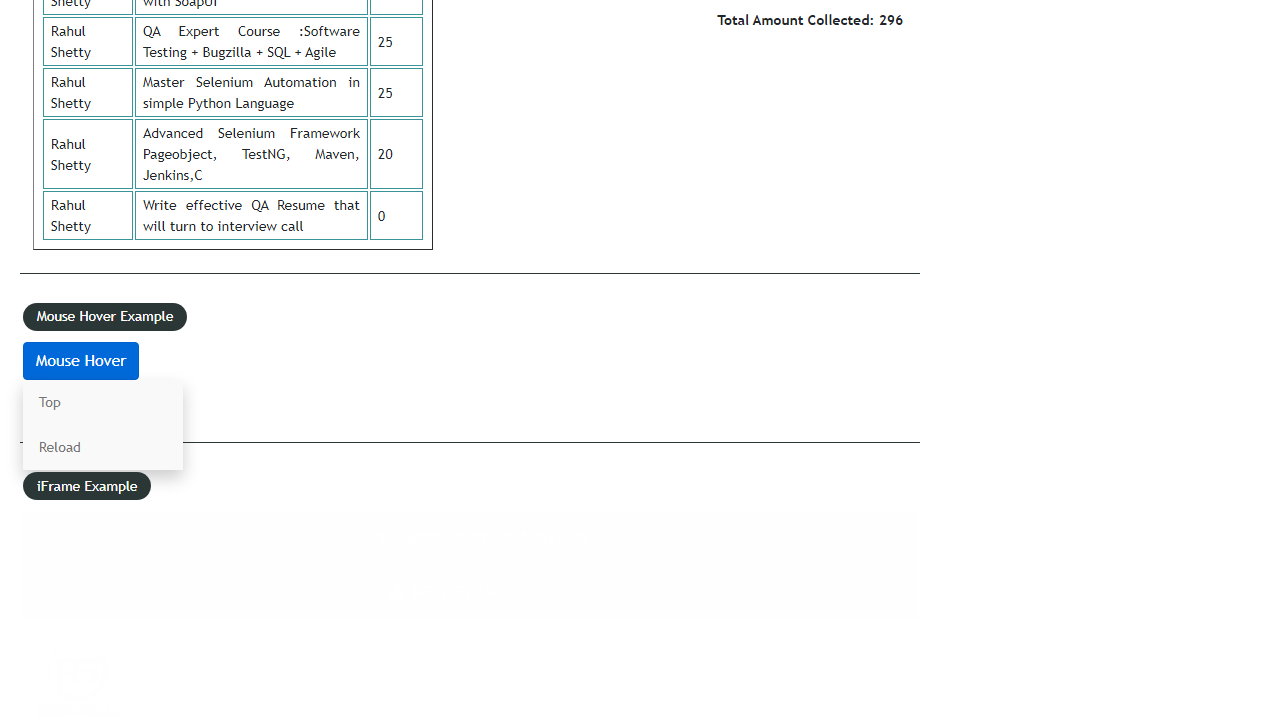 Shetty with SoapUI
Total Amount Collected: 296
Rahul QA Expert Course :Software
Shetty Testing + Bugzilla + SQL + Agile 25
Rahul Master Selenium Automation in
Shetty simple Python Language 25
Rahul Advanced Selenium Framework
Shetty Pageobject, TestNG, Maven, 20
Jenkins,C
Rahul Write effective QA Resume that
Shetty will turn to interview call 0
Mouse Hover Example
Mouse Hover
Top
Reload
iFrame Example